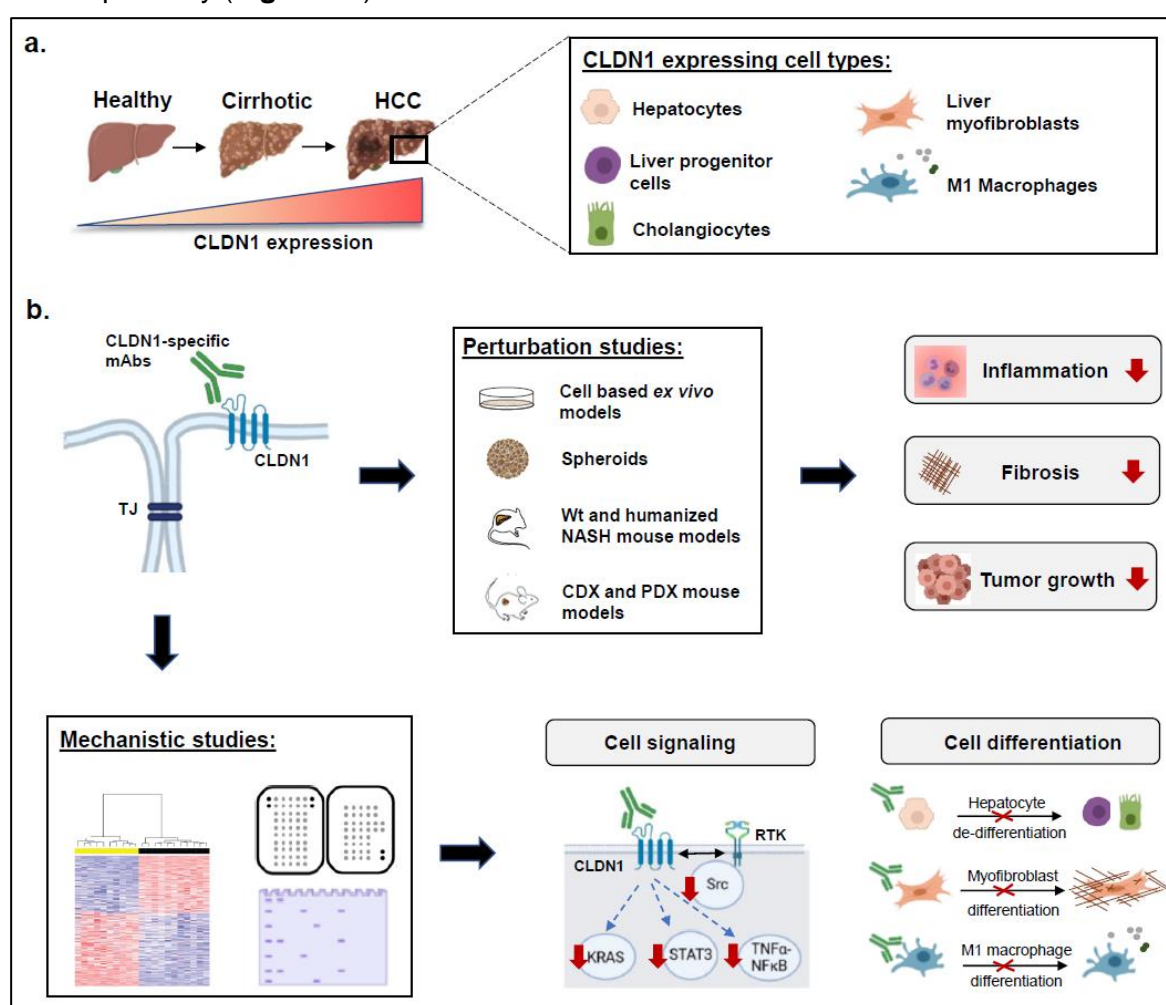 a.
Healthy
Cirrhotic
HCC
CLDN1 expression
CLDN1 expressing cell types:
Hepatocytes
Liver progenitor
cells
Cholangiocytes
Liver
myofibroblasts
M1 Macrophages
b.
CLDN1-specific
mAbs
CLDN1
TJ
Perturbation studies:
Cell based ex vivo
models
Spheroids
Wt and humanized
NASH mouse models
CDX and PDX mouse
models
Inflammation
Fibrosis
Tumor growth
Mechanistic studies:
Cell signaling
CLDN1
RTK
Src
KRAS
STAT3
TNFα-
NFκB
Cell differentiation
Hepatocyte
de-differentiation
Myofibroblast
differentiation
M1 macrophage
differentiation